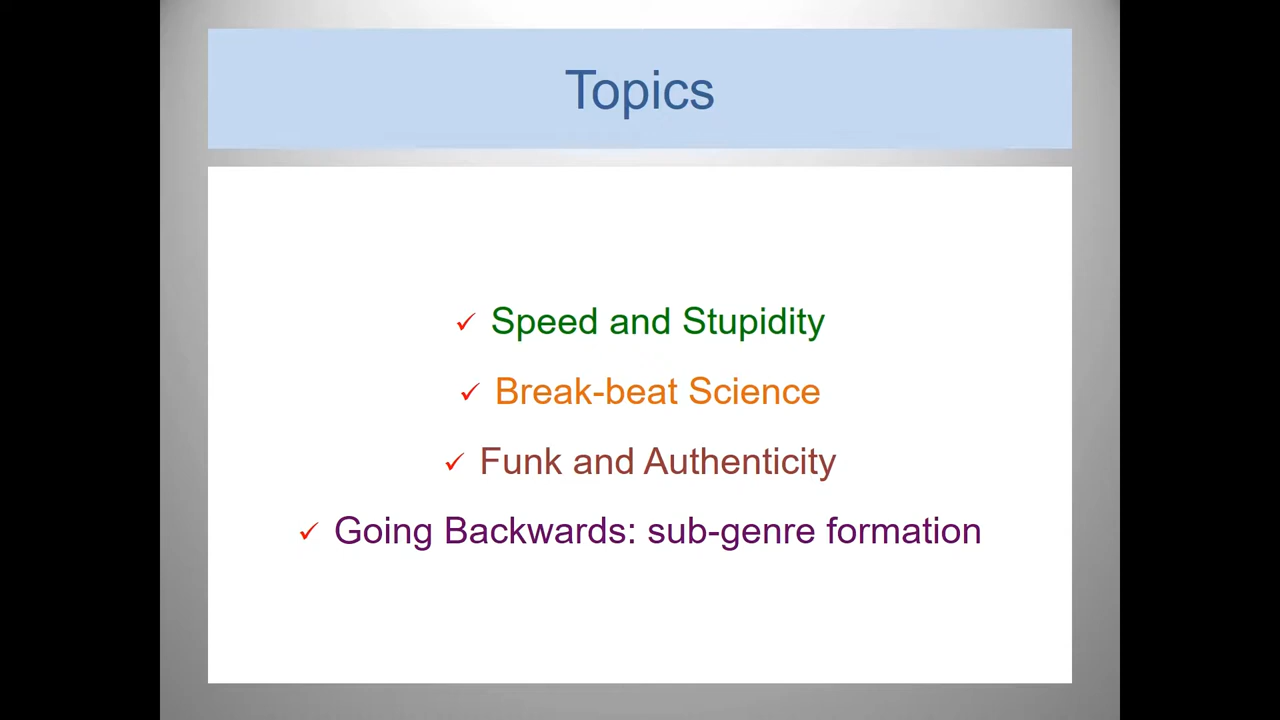 Topics
✓ Speed and Stupidity
✓ Break-beat Science
✓ Funk and Authenticity
✓ Going Backwards: sub-genre formation